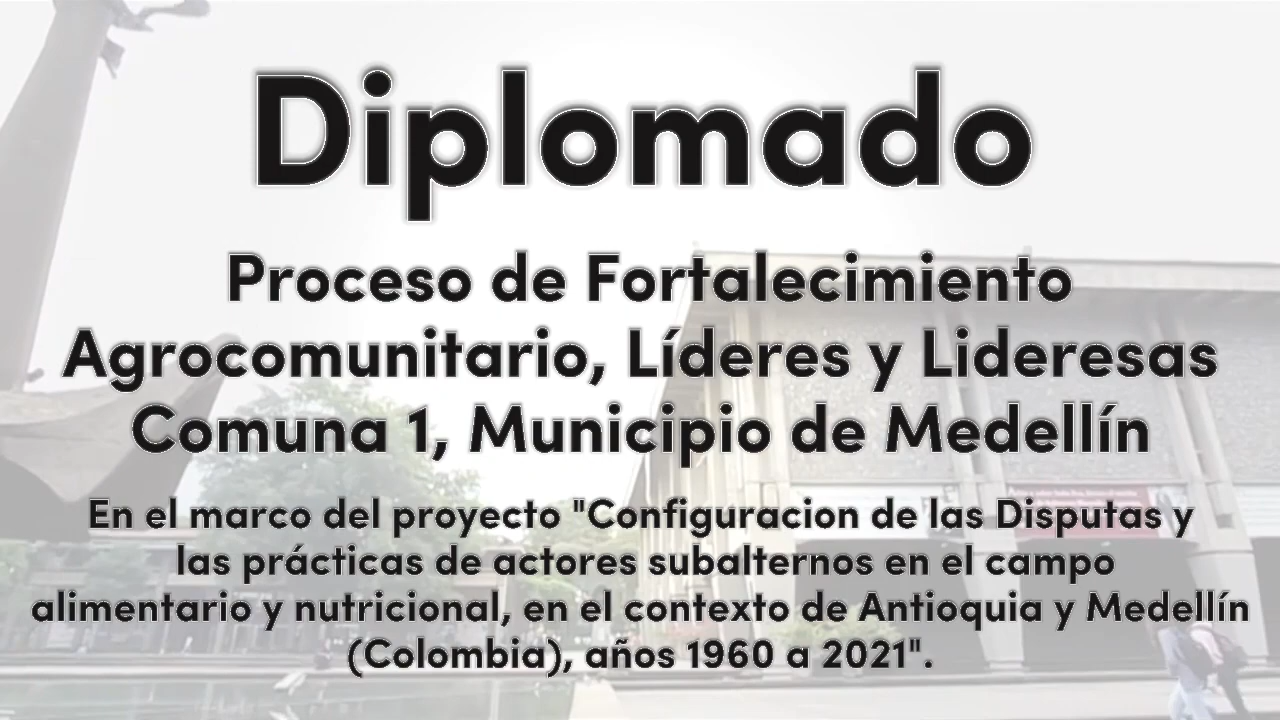 Diplomado
Proceso de Fortalecimiento
Agrocomunitario, Líderes y Lideresas
Comuna 1, Municipio de Medellín
En el marco del proyecto "Configuracion de las Disputas y
las prácticas de actores subalternos en el campo
alimentario y nutricional, en el contexto de Antioquia y Medellín
(Colombia), años 1960 a 2021".